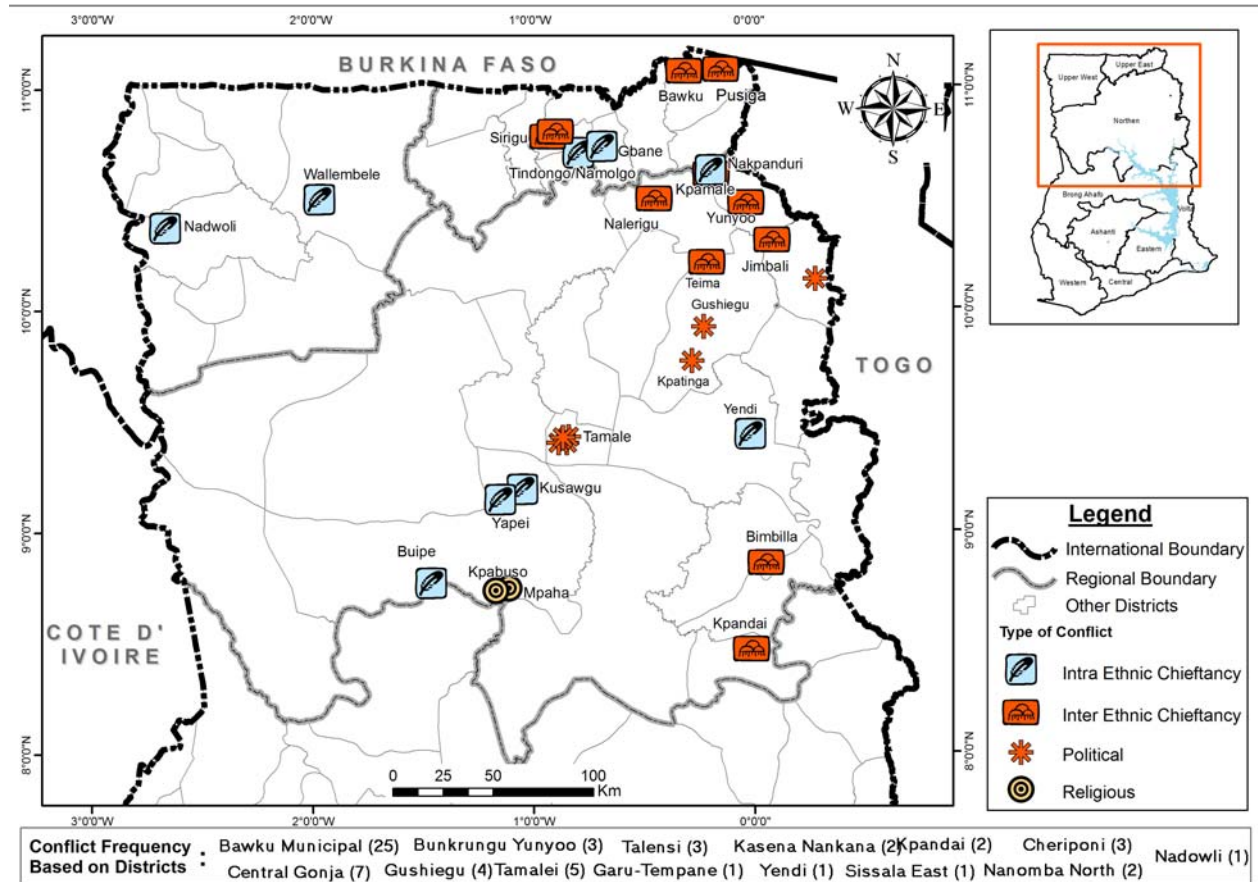 3°0'0"W 2°0'0"W 1°0'0"W 0°0'0"
11°0'0"N
10°0'0"N
9°0'0"N
8°0'0"N
11°0'0"N
10°0'0"N
9°0'0"N
8°0'0"N
BURKINA FASO
N
W E
S
Bawku Pusiga
Sirigu
Gbane
Tindongo/Namolgo
Nakpanduri
Kpamale
Wallembele
Nadwoli
Nalerigu
Yunyoo
Jimbali
Teima
Gushiegu
Kpatinga
TOGO
Yendi
Tamale
Kusawgu
Yapei
Bimbilla
Buipe
Kpabuso
Mpaha
Kpandai
COTE D'
IVOIRE
0 25 50 100
Km
3°0'0"W 2°0'0"W 1°0'0"W 0°0'0"
Upper West
Upper East
Northen
Brong Ahafo
Volta
Ashanti
Eastern
Western
Central
Legend
International Boundary
Regional Boundary
Other Districts
Type of Conflict
Intra Ethnic Chieftancy
Inter Ethnic Chieftancy
Political
Religious
Conflict Frequency
Based on Districts :
Bawku Municipal (25) Bunkrungu Yunyoo (3) Talensi (3) Kasena Nankana (2) Kpandai (2) Cheriponi (3) Nadowli (1)
Central Gonja (7) Gushiegu (4) Tamalei (5) Garu-Tempane (1) Yendi (1) Sissala East (1) Nanomba North (2)